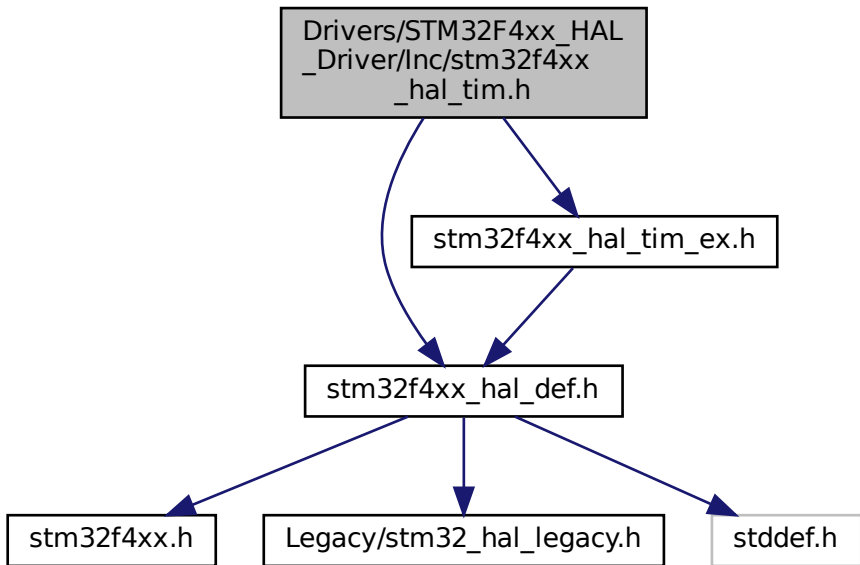 Drivers/STM32F4xx_HAL
_Driver/Inc/stm32f4xx
_hal_tim.h
stm32f4xx_hal_tim_ex.h
stm32f4xx_hal_def.h
stm32f4xx.h
Legacy/stm32_hal_legacy.h
stddef.h